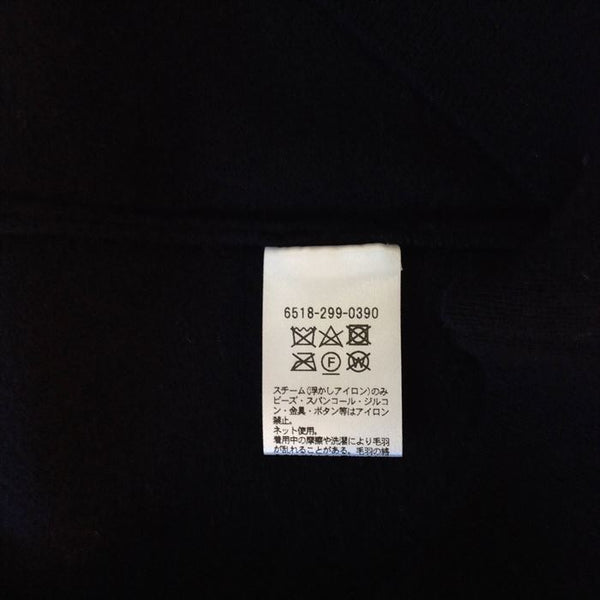 6518-299-0390
F W
スチーム(浮かしアイロン)のみ
ビーズ・スパンコール・ジルコ
ン・金具・ボタン等はアイロン
禁止。
ネット使用。
着用中の摩擦や洗濯により毛羽
が乱れることがある。毛羽の終